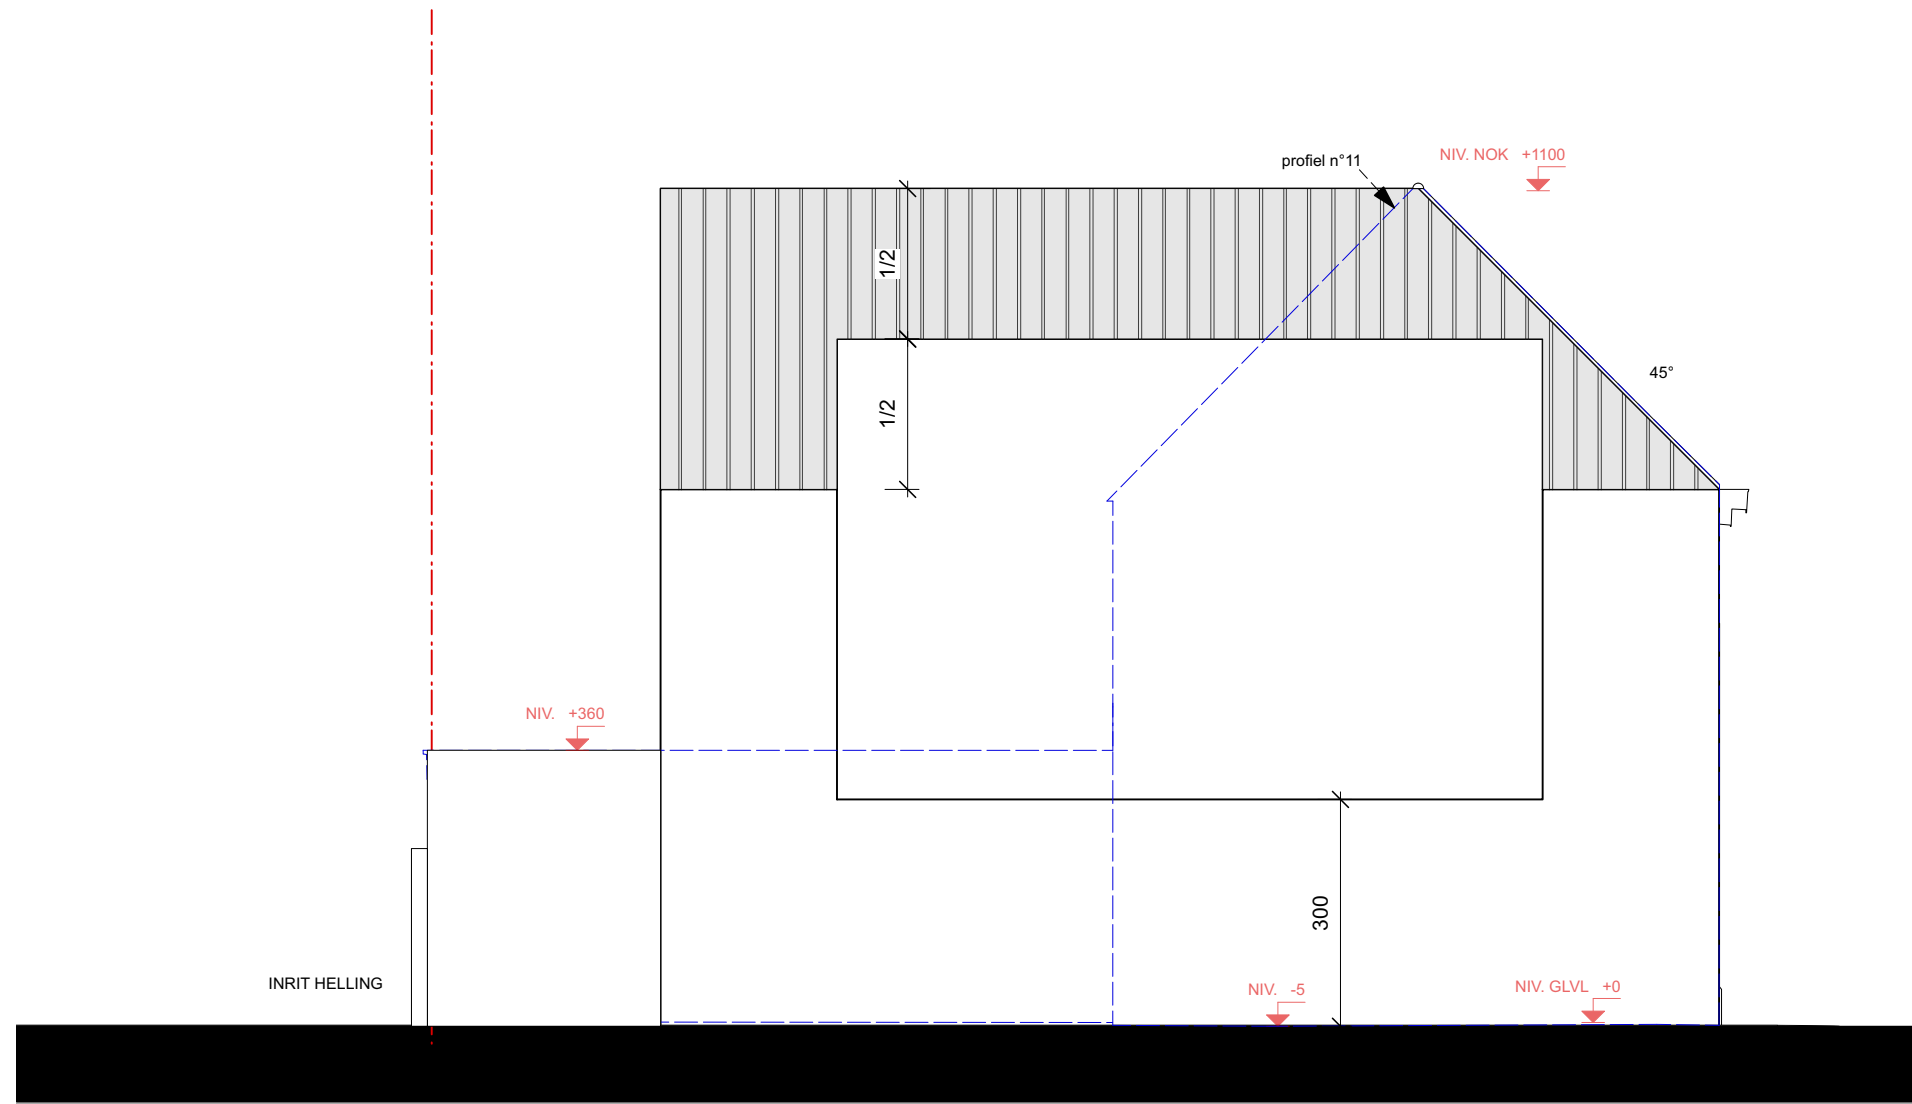 profiel n°11
NIV. NOK +1100
1/2
45°
1/2
NIV. +360
300
INRIT HELLING
NIV. -5
NIV. GLVL +0